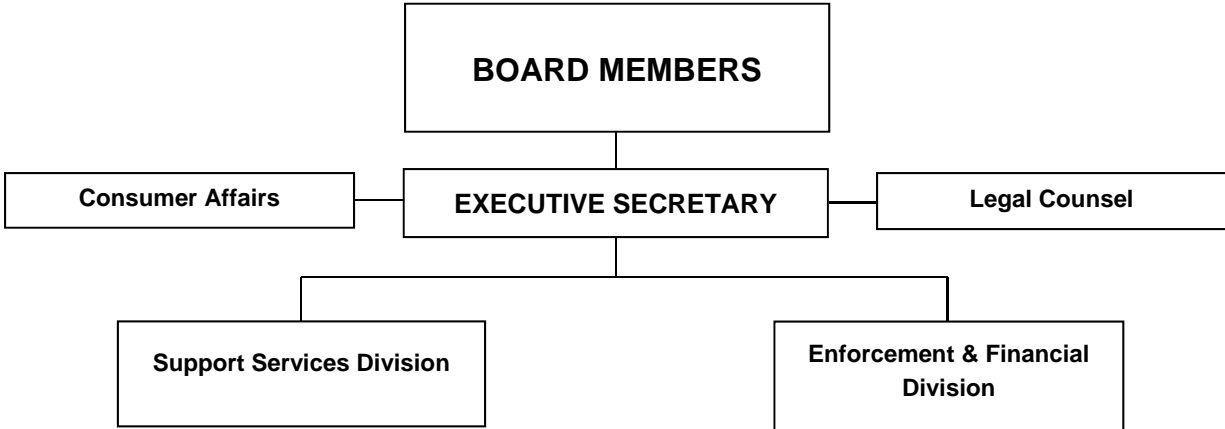 BOARD MEMBERS
Consumer Affairs
EXECUTIVE SECRETARY
Legal Counsel
Support Services Division
Enforcement & Financial
Division